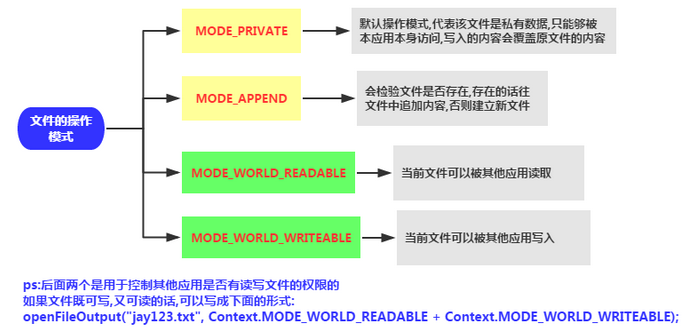 MODE_PRIVATE
默认操作模式,代表该文件是私有数据,只能够被
本应用本身访问,写入的内容会覆盖原文件的内容
MODE_APPEND
会检验文件是否存在,存在的话往
文件中追加内容,否则建立新文件
文件的操作
模式
MODE_WORLD_READABLE
当前文件可以被其他应用读取
MODE_WORLD_WRITEABLE
当前文件可以被其他应用写入
ps:后面两个是用于控制其他应用是否有读写文件的权限的
如果文件既可写,又可读的话,可以写成下面的形式:
openFileOutput("jay123.txt", Context.MODE_WORLD_READABLE + Context.MODE_WORLD_WRITEABLE);